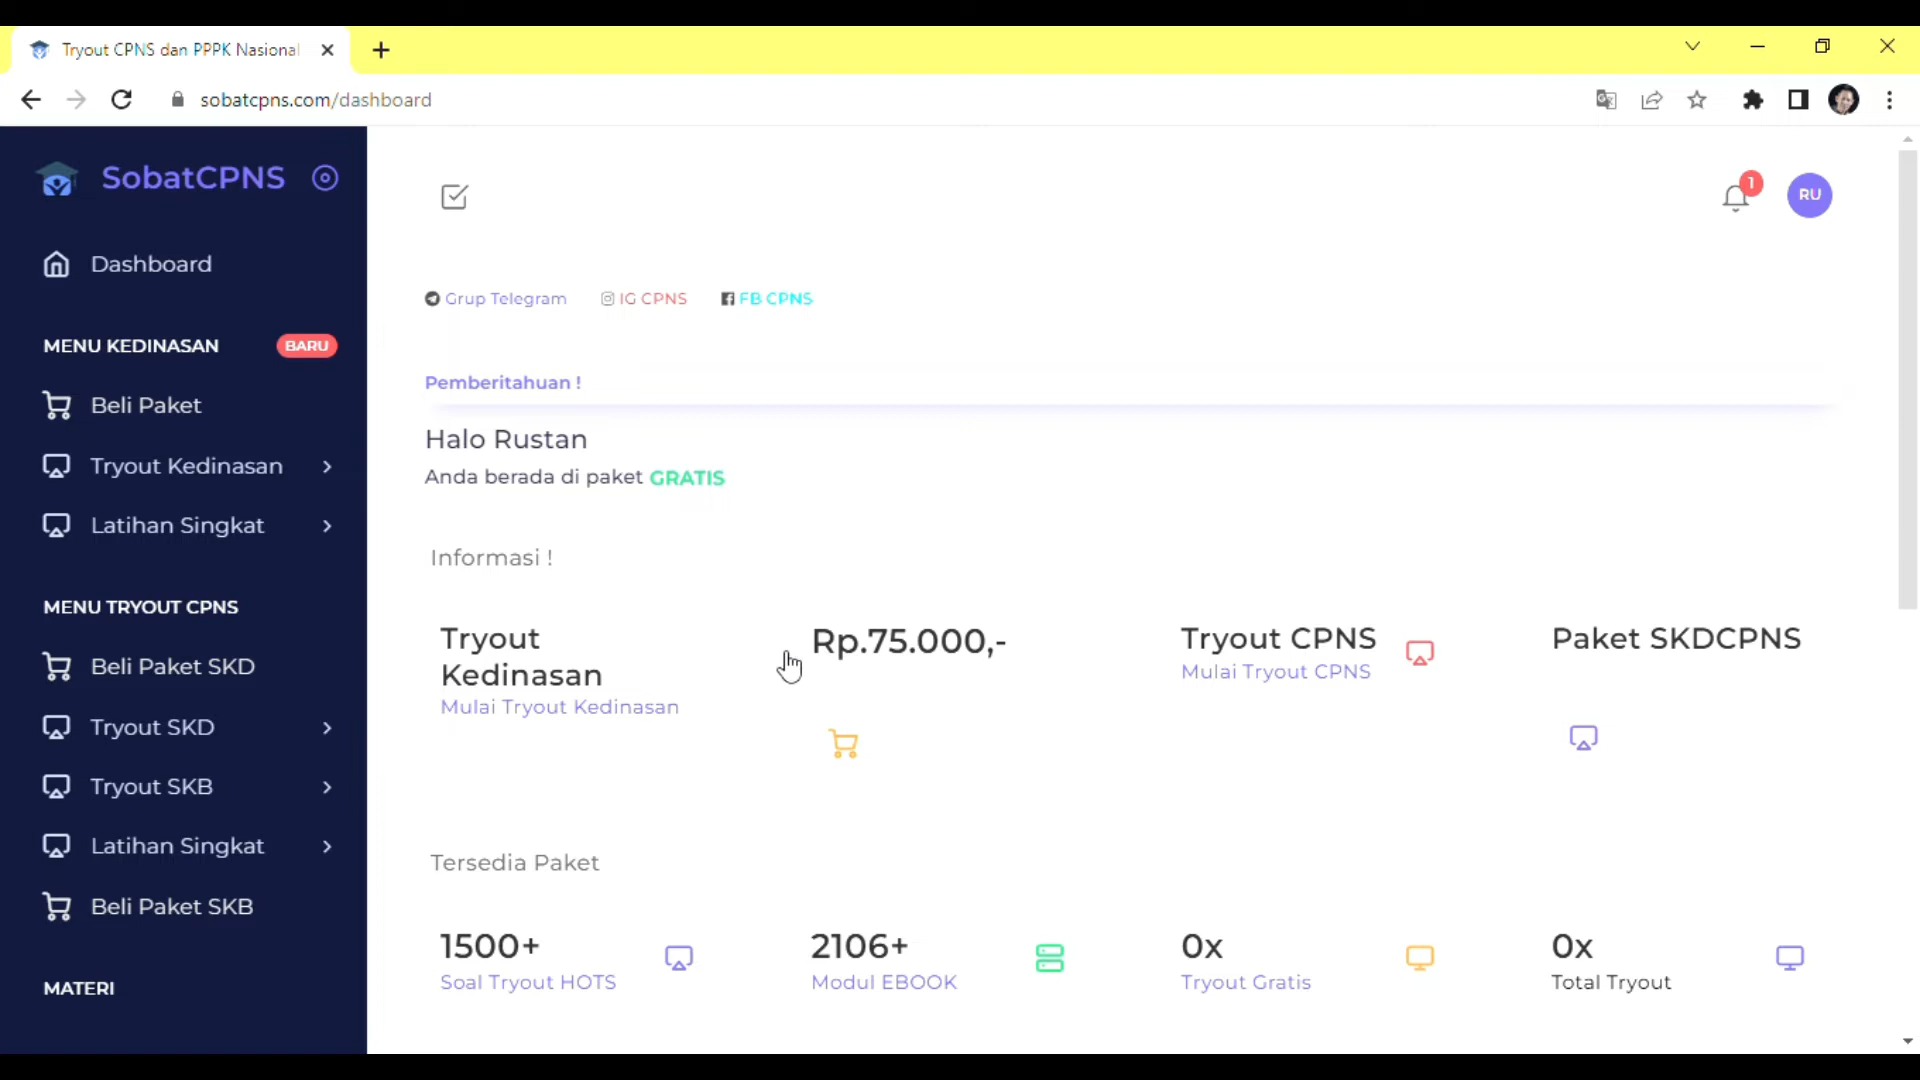 Tryout CPNS dan PPPK Nasional
sobatcpns.com/dashboard
SobatCPNS
Dashboard
MENU KEDINASAN BARU
Beli Paket
Tryout Kedinasan
Latihan Singkat
MENU TRYOUT CPNS
Beli Paket SKD
Tryout SKD
Tryout SKB
Latihan Singkat
Beli Paket SKB
MATERI
1
RU
Grup Telegram IG CPNS FB CPNS
Pemberitahuan !
Halo Rustan
Anda berada di paket GRATIS
Informasi !
Tryout
Kedinasan
Mulai Tryout Kedinasan
Rp.75.000,-
Tryout CPNS
Mulai Tryout CPNS
Paket SKDCPNS
Tersedia Paket
1500+
Soal Tryout HOTS
2106+
Modul EBOOK
0x
Tryout Gratis
0x
Total Tryout